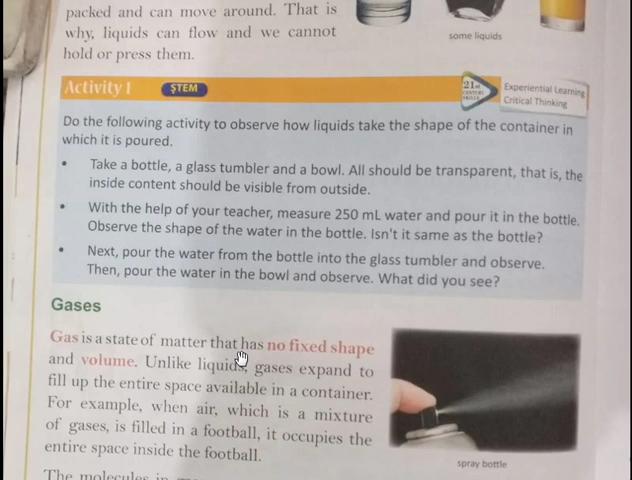 packed and can move around. That is
why, liquids can flow and we cannot
hold or press them.
some liquids
Activity 1 STEM
21st CENTURY SKILLS
Experiential Learning
Critical Thinking
Do the following activity to observe how liquids take the shape of the container in
which it is poured.
• Take a bottle, a glass tumbler and a bowl. All should be transparent, that is, the
inside content should be visible from outside.
• With the help of your teacher, measure 250 mL water and pour it in the bottle.
Observe the shape of the water in the bottle. Isn't it same as the bottle?
• Next, pour the water from the bottle into the glass tumbler and observe.
Then, pour the water in the bowl and observe. What did you see?
Gases
Gas is a state of matter that has no fixed shape
and volume. Unlike liquids, gases expand to
fill up the entire space available in a container.
For example, when air, which is a mixture
of gases, is filled in a football, it occupies the
entire space inside the football.
spray bottle
The molecules in